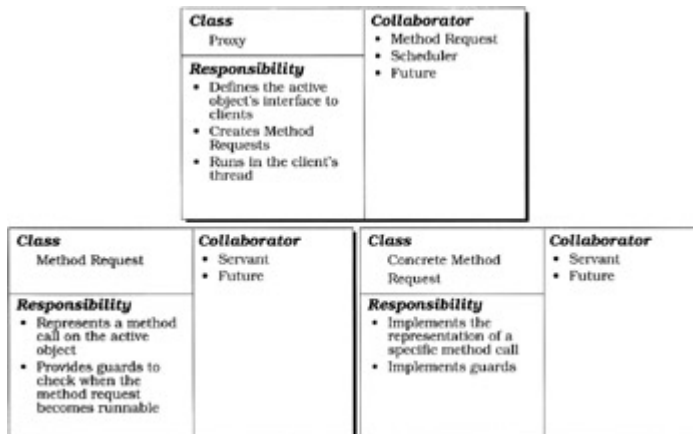 Class
Proxy
Collaborator
• Method Request
• Scheduler
• Future
Responsibility
• Defines the active
object's interface to
clients
• Creates Method
Requests
• Runs in the client's
thread
Class
Method Request
Collaborator
• Servant
• Future
Responsibility
• Represents a method
call on the active
object
• Provides guards to
check when the
method request
becomes runnable
Class
Concrete Method
Request
Collaborator
• Servant
• Future
Responsibility
• Implements the
representation of a
specific method call
• Implements guards